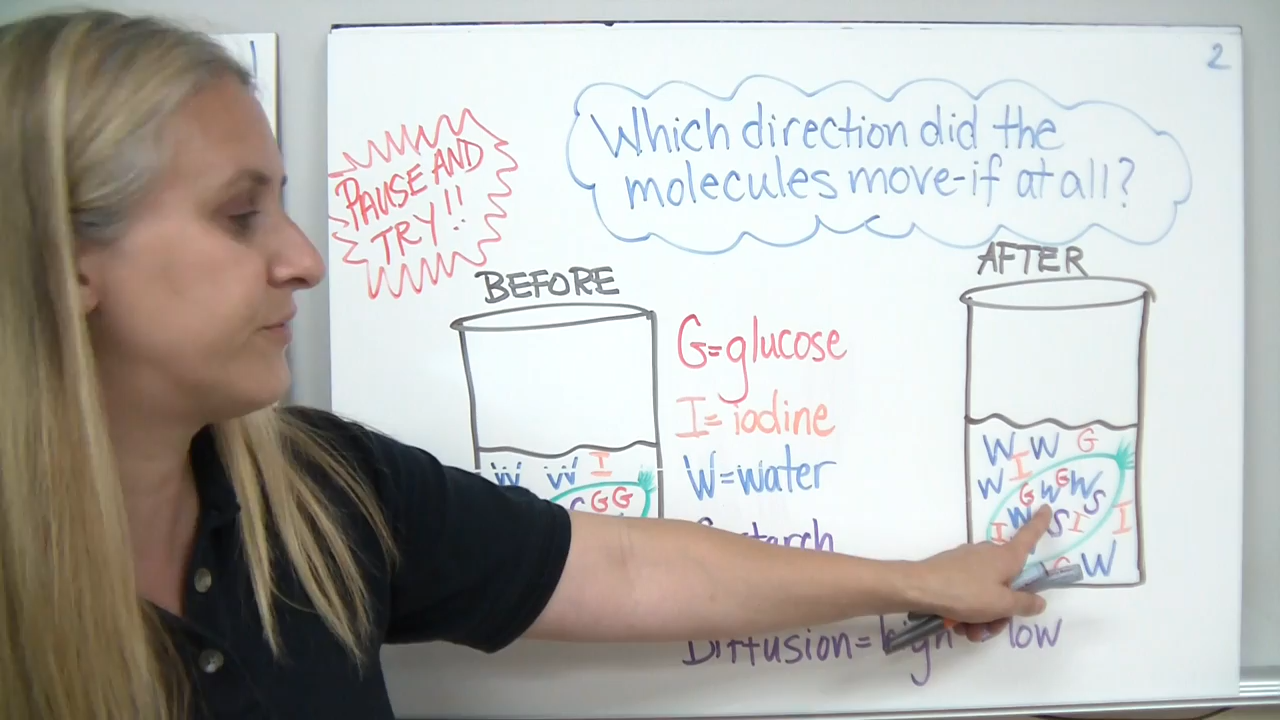 2
Which direction did the
molecules move-if at all?
PAUSE AND
TRY!!
BEFORE
AFTER
G=glucose
I=iodine
W=water
W W I
G G
W W G
I
W
G W G W S
W S I
I
I
W
Diffusion=high low